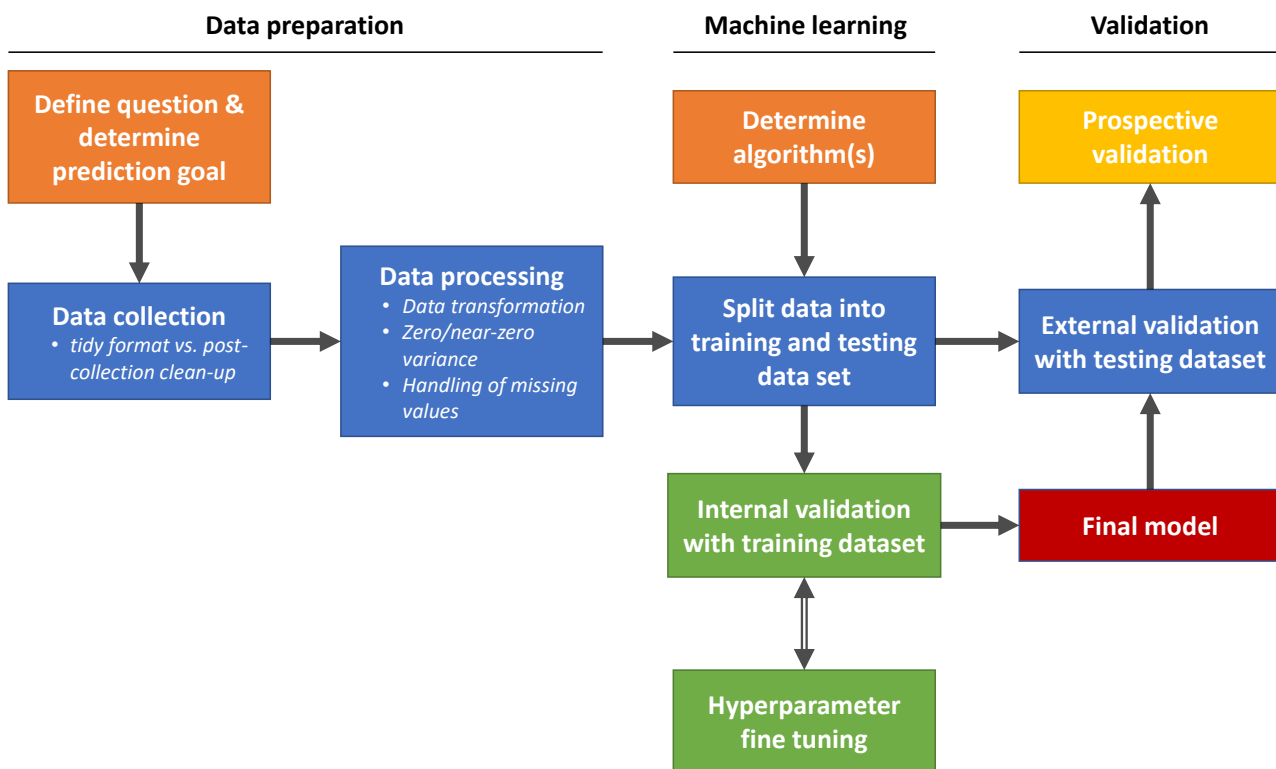 Data preparation
Define question &
determine
prediction goal
Data collection
• tidy format vs. post-
collection clean-up
Data processing
• Data transformation
• Zero/near-zero
variance
• Handling of missing
values
Machine learning
Determine
algorithm(s)
Split data into
training and testing
data set
Internal validation
with training dataset
Hyperparameter
fine tuning
Validation
Prospective
validation
External validation
with testing dataset
Final model